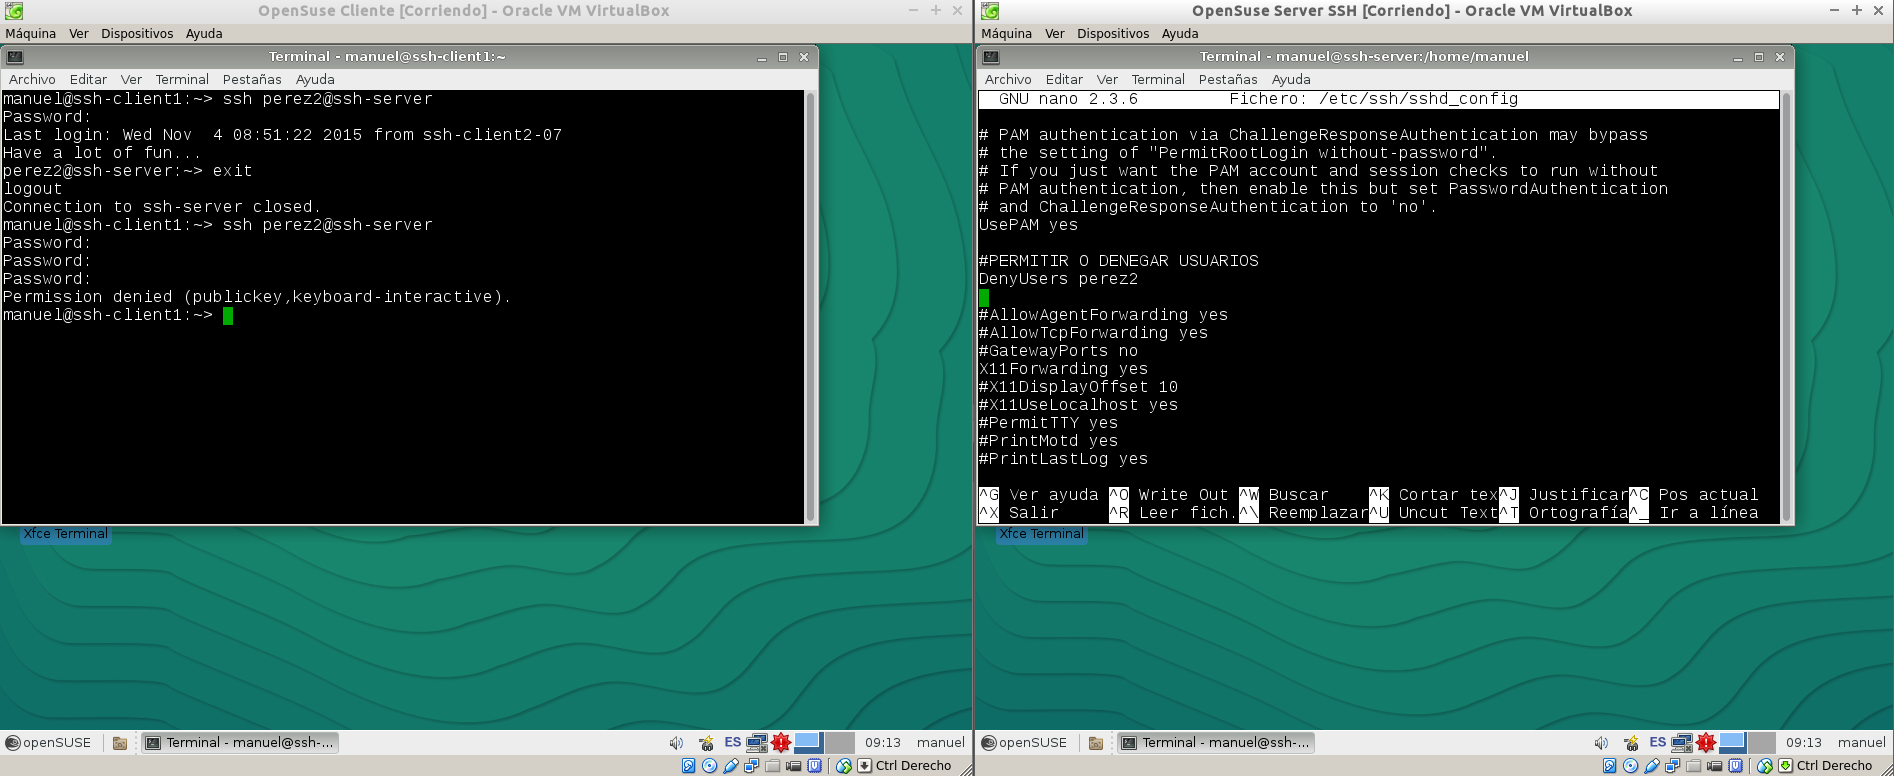 OpenSuse Cliente [Corriendo] - Oracle VM VirtualBox
Máquina Ver Dispositivos Ayuda
Terminal - manuel@ssh-client1:~
Archivo Editar Ver Terminal Pestañas Ayuda
manuel@ssh-client1:~> ssh perez2@ssh-server
Password:
Last login: Wed Nov  4 08:51:22 2015 from ssh-client2-07
Have a lot of fun...
perez2@ssh-server:~> exit
logout
Connection to ssh-server closed.
manuel@ssh-client1:~> ssh perez2@ssh-server
Password:
Password:
Password:
Permission denied (publickey,keyboard-interactive).
manuel@ssh-client1:~>
Xfce Terminal
openSUSE Terminal - manuel@ssh-... ES 09:13 manuel
Ctrl Derecho
OpenSuse Server SSH [Corriendo] - Oracle VM VirtualBox
Máquina Ver Dispositivos Ayuda
Terminal - manuel@ssh-server:/home/manuel
Archivo Editar Ver Terminal Pestañas Ayuda
GNU nano 2.3.6 Fichero: /etc/ssh/sshd_config
# PAM authentication via ChallengeResponseAuthentication may bypass
# the setting of "PermitRootLogin without-password".
# If you just want the PAM account and session checks to run without
# PAM authentication, then enable this but set PasswordAuthentication
# and ChallengeResponseAuthentication to 'no'.
UsePAM yes
#PERMITIR O DENEGAR USUARIOS
DenyUsers perez2
#AllowAgentForwarding yes
#AllowTcpForwarding yes
#GatewayPorts no
X11Forwarding yes
#X11DisplayOffset 10
#X11UseLocalhost yes
#PermitTTY yes
#PrintMotd yes
#PrintLastLog yes
^G Ver ayuda ^O Write Out ^W Buscar ^K Cortar tex^J Justificar^C Pos actual
^X Salir ^R Leer fich.^\ Reemplazar^U Uncut Text^T Ortografía^_ Ir a línea
Xfce Terminal
openSUSE Terminal - manuel@ssh-... ES 09:13 manuel
Ctrl Derecho